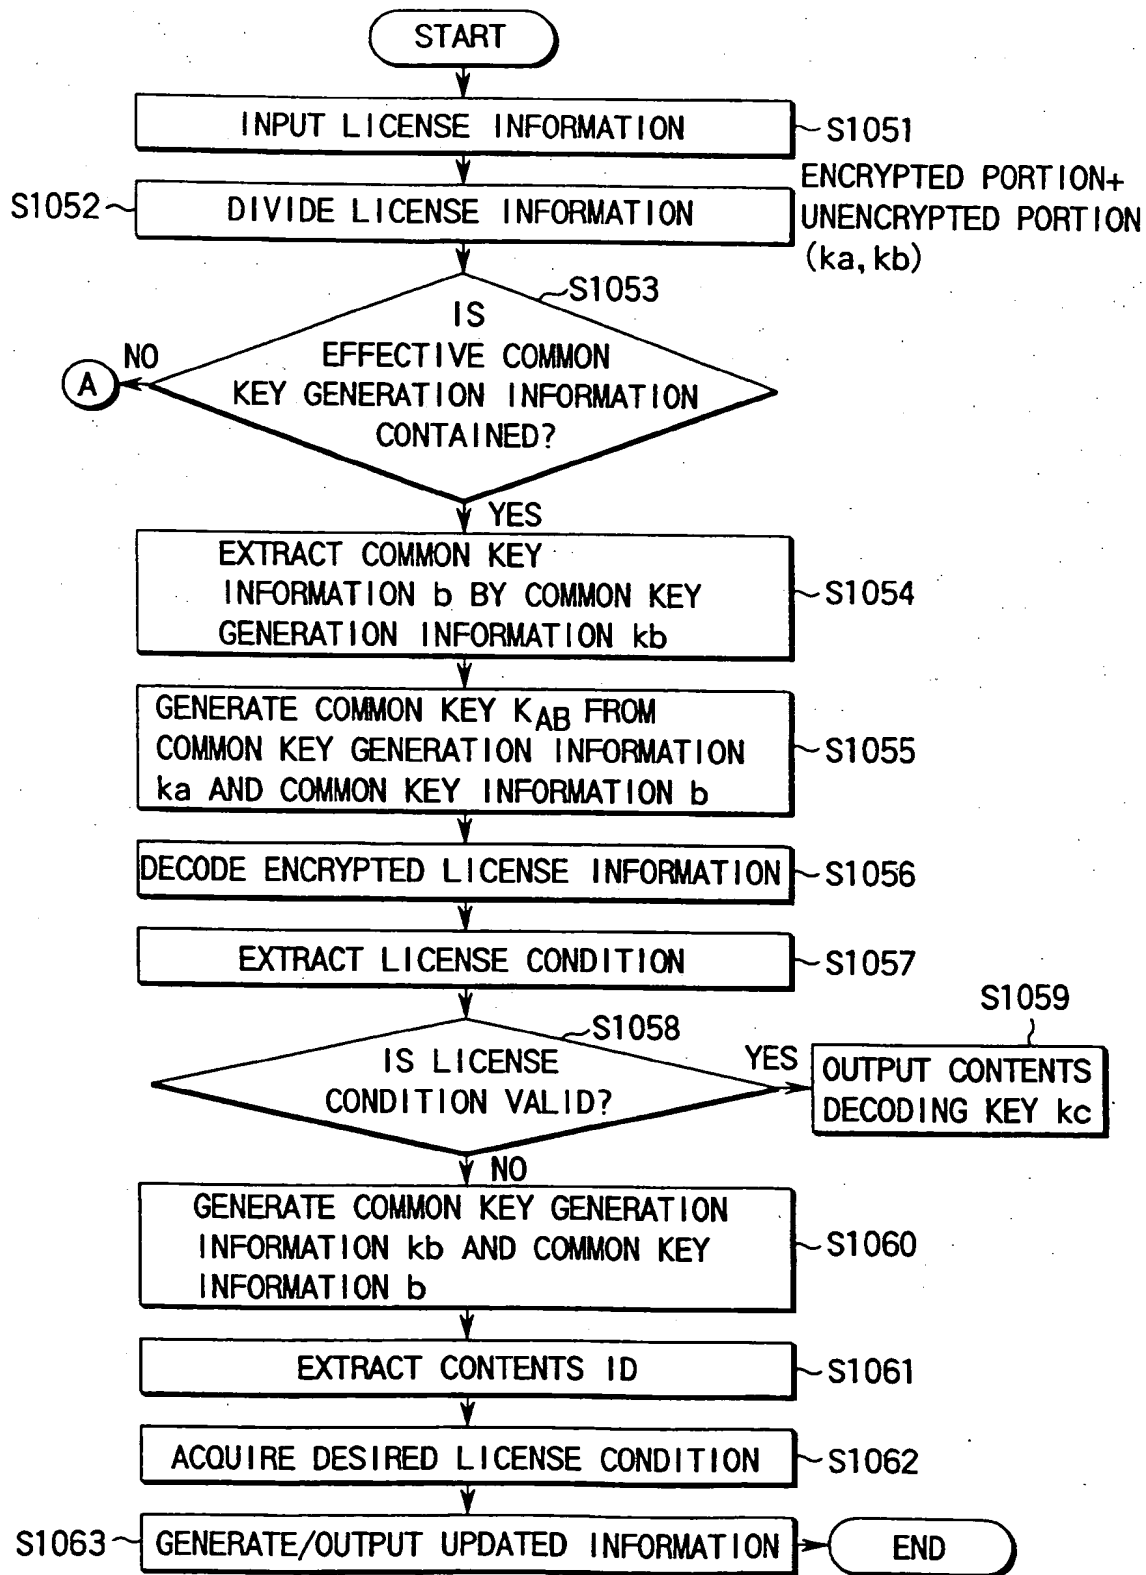 START
INPUT LICENSE INFORMATION
S1051
S1052
DIVIDE LICENSE INFORMATION
ENCRYPTED PORTION+
UNENCRYPTED PORTION
(ka, kb)
S1053
IS
EFFECTIVE COMMON
KEY GENERATION INFORMATION
CONTAINED?
NO
A
YES
EXTRACT COMMON KEY
INFORMATION b BY COMMON KEY
GENERATION INFORMATION kb
S1054
GENERATE COMMON KEY KAB FROM
COMMON KEY GENERATION INFORMATION
ka AND COMMON KEY INFORMATION b
S1055
DECODE ENCRYPTED LICENSE INFORMATION
S1056
EXTRACT LICENSE CONDITION
S1057
S1058
IS LICENSE
CONDITION VALID?
YES
S1059
OUTPUT CONTENTS
DECODING KEY kc
NO
GENERATE COMMON KEY GENERATION
INFORMATION kb AND COMMON KEY
INFORMATION b
S1060
EXTRACT CONTENTS ID
S1061
ACQUIRE DESIRED LICENSE CONDITION
S1062
S1063
GENERATE/OUTPUT UPDATED INFORMATION
END